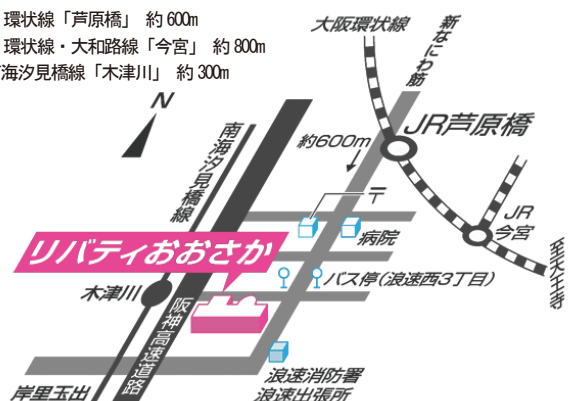 環状線「芦原橋」 約600m
環状線・大和路線「今宮」 約800m
海汐見橋線「木津川」 約300m
大阪環状線
新なにわ筋
N
南海汐見橋線
約600m
JR芦原橋
〒
JR
今宮
病院
リバティおおさか
至天王寺
バス停(浪速西3丁目)
木津川
阪神高速道路
浪速消防署
浪速出張所
岸里玉出